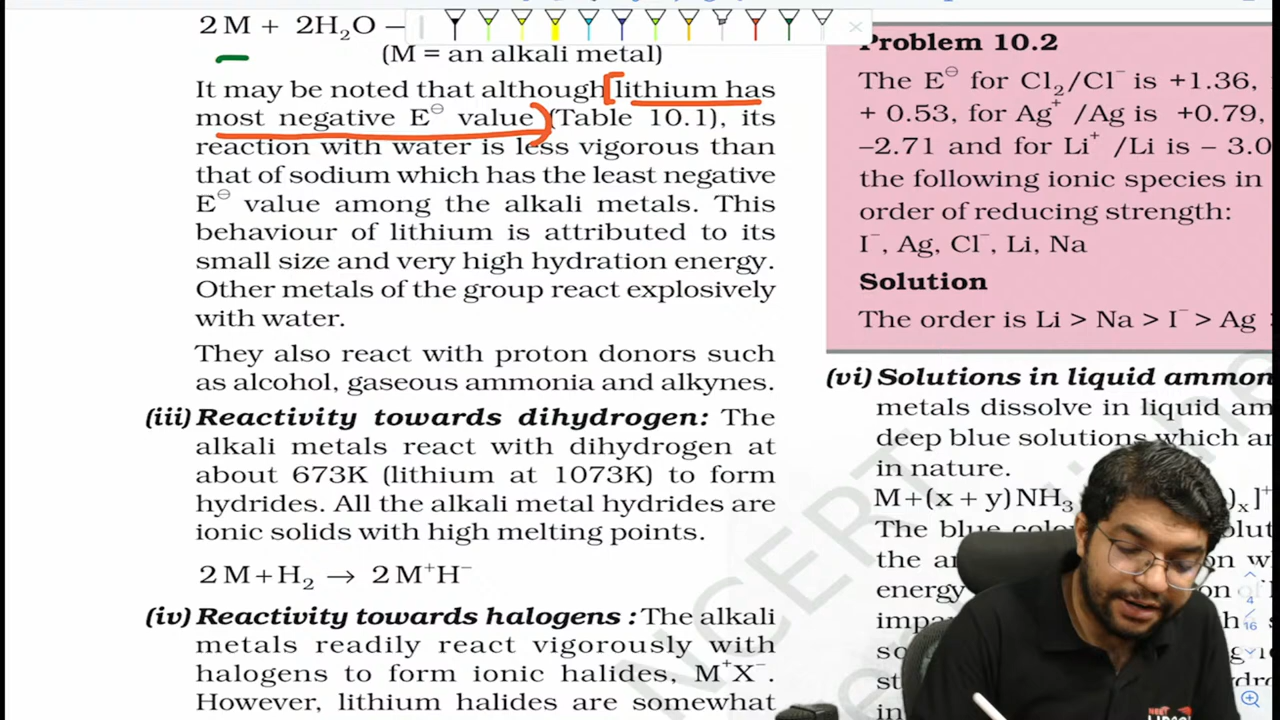 2 M + 2H₂O –
(M = an alkali metal)
It may be noted that although lithium has
most negative E⊖ value (Table 10.1), its
reaction with water is less vigorous than
that of sodium which has the least negative
E⊖ value among the alkali metals. This
behaviour of lithium is attributed to its
small size and very high hydration energy.
Other metals of the group react explosively
with water.
They also react with proton donors such
as alcohol, gaseous ammonia and alkynes.
(iii) Reactivity towards dihydrogen: The
alkali metals react with dihydrogen at
about 673K (lithium at 1073K) to form
hydrides. All the alkali metal hydrides are
ionic solids with high melting points.
2 M + H₂ → 2 M⁺H⁻
(iv) Reactivity towards halogens : The alkali
metals readily react vigorously with
halogens to form ionic halides, M⁺X⁻.
However, lithium halides are somewhat
Problem 10.2
The E⊖ for Cl₂/Cl⁻ is +1.36,
+ 0.53, for Ag⁺ /Ag is +0.79,
–2.71 and for Li⁺ /Li is – 3.0
the following ionic species in
order of reducing strength:
I⁻, Ag, Cl⁻, Li, Na
Solution
The order is Li > Na > I⁻ > Ag
(vi) Solutions in liquid ammon
metals dissolve in liquid am
deep blue solutions which ar
in nature.
M + (x + y) NH₃ )ₓ ]⁺
The blue
the
energy
4
/
16
NCERT